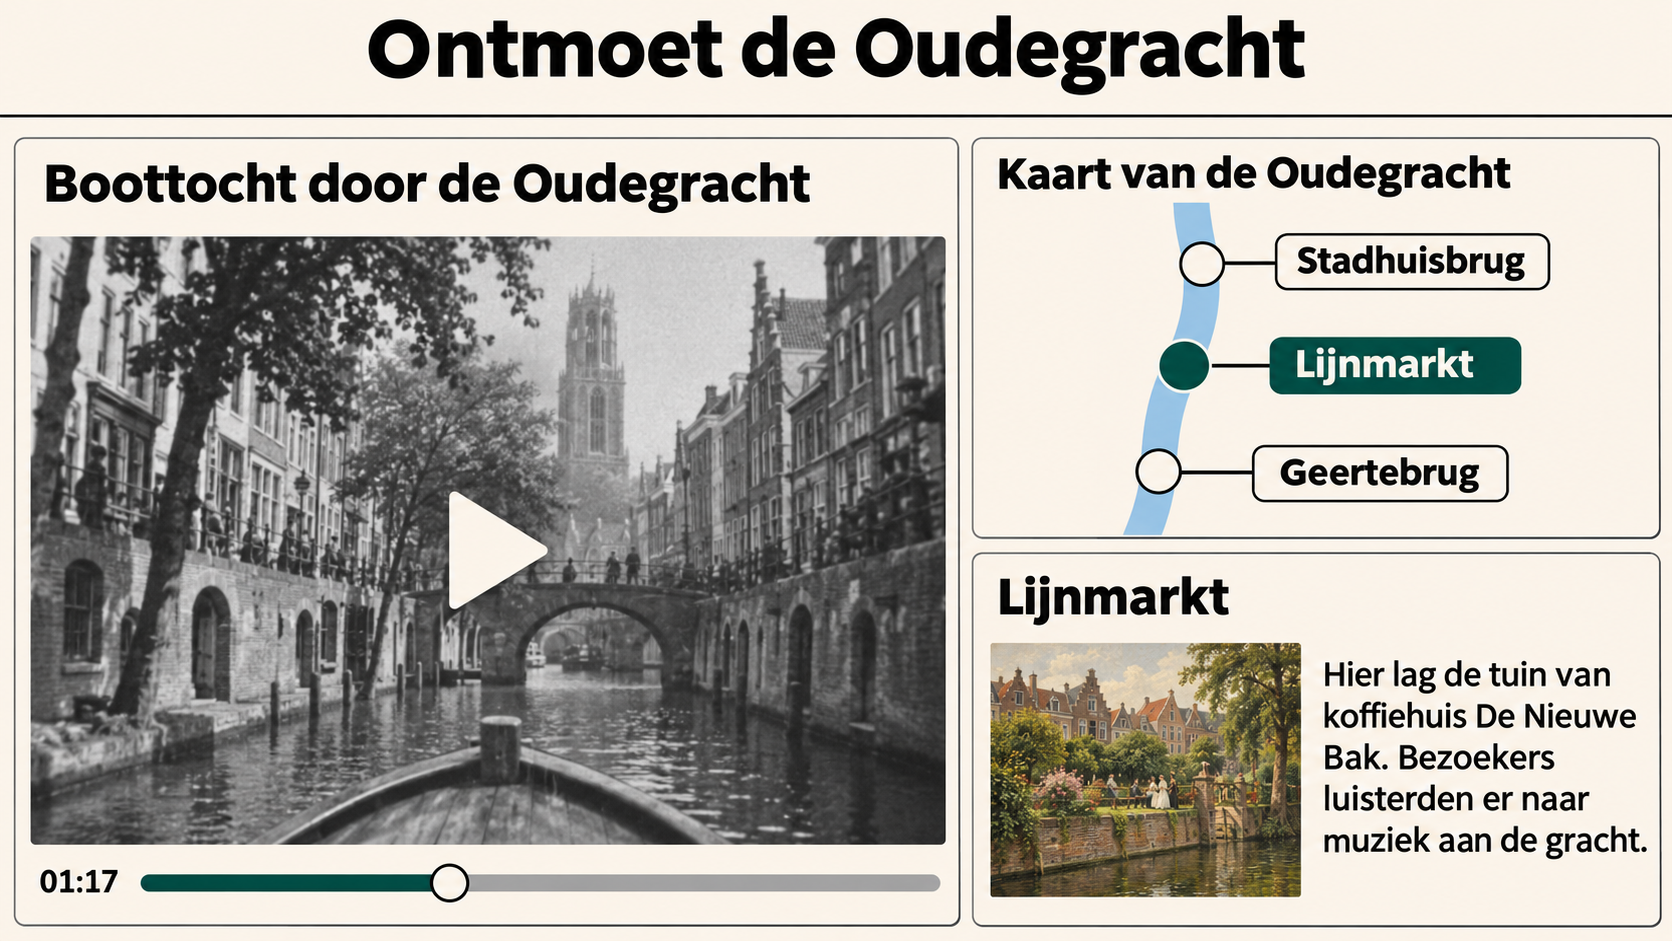 Ontmoet de Oudegracht
Boottocht door de Oudegracht
01:17
Kaart van de Oudegracht
Stadhuisbrug
Lijnmarkt
Geertebrug
Lijnmarkt
Hier lag de tuin van
koffiehuis De Nieuwe
Bak. Bezoekers
luisterden er naar
muziek aan de gracht.